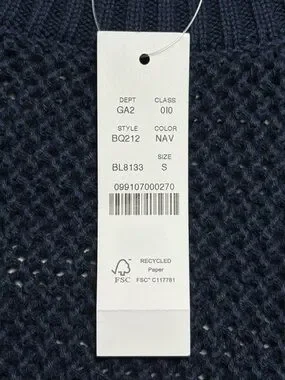 DEPT CLASS
GA2 010
STYLE COLOR
BQ212 NAV
SIZE
BL8133 S
099107000270
RECYCLED
Paper
FSC FSC® C117781